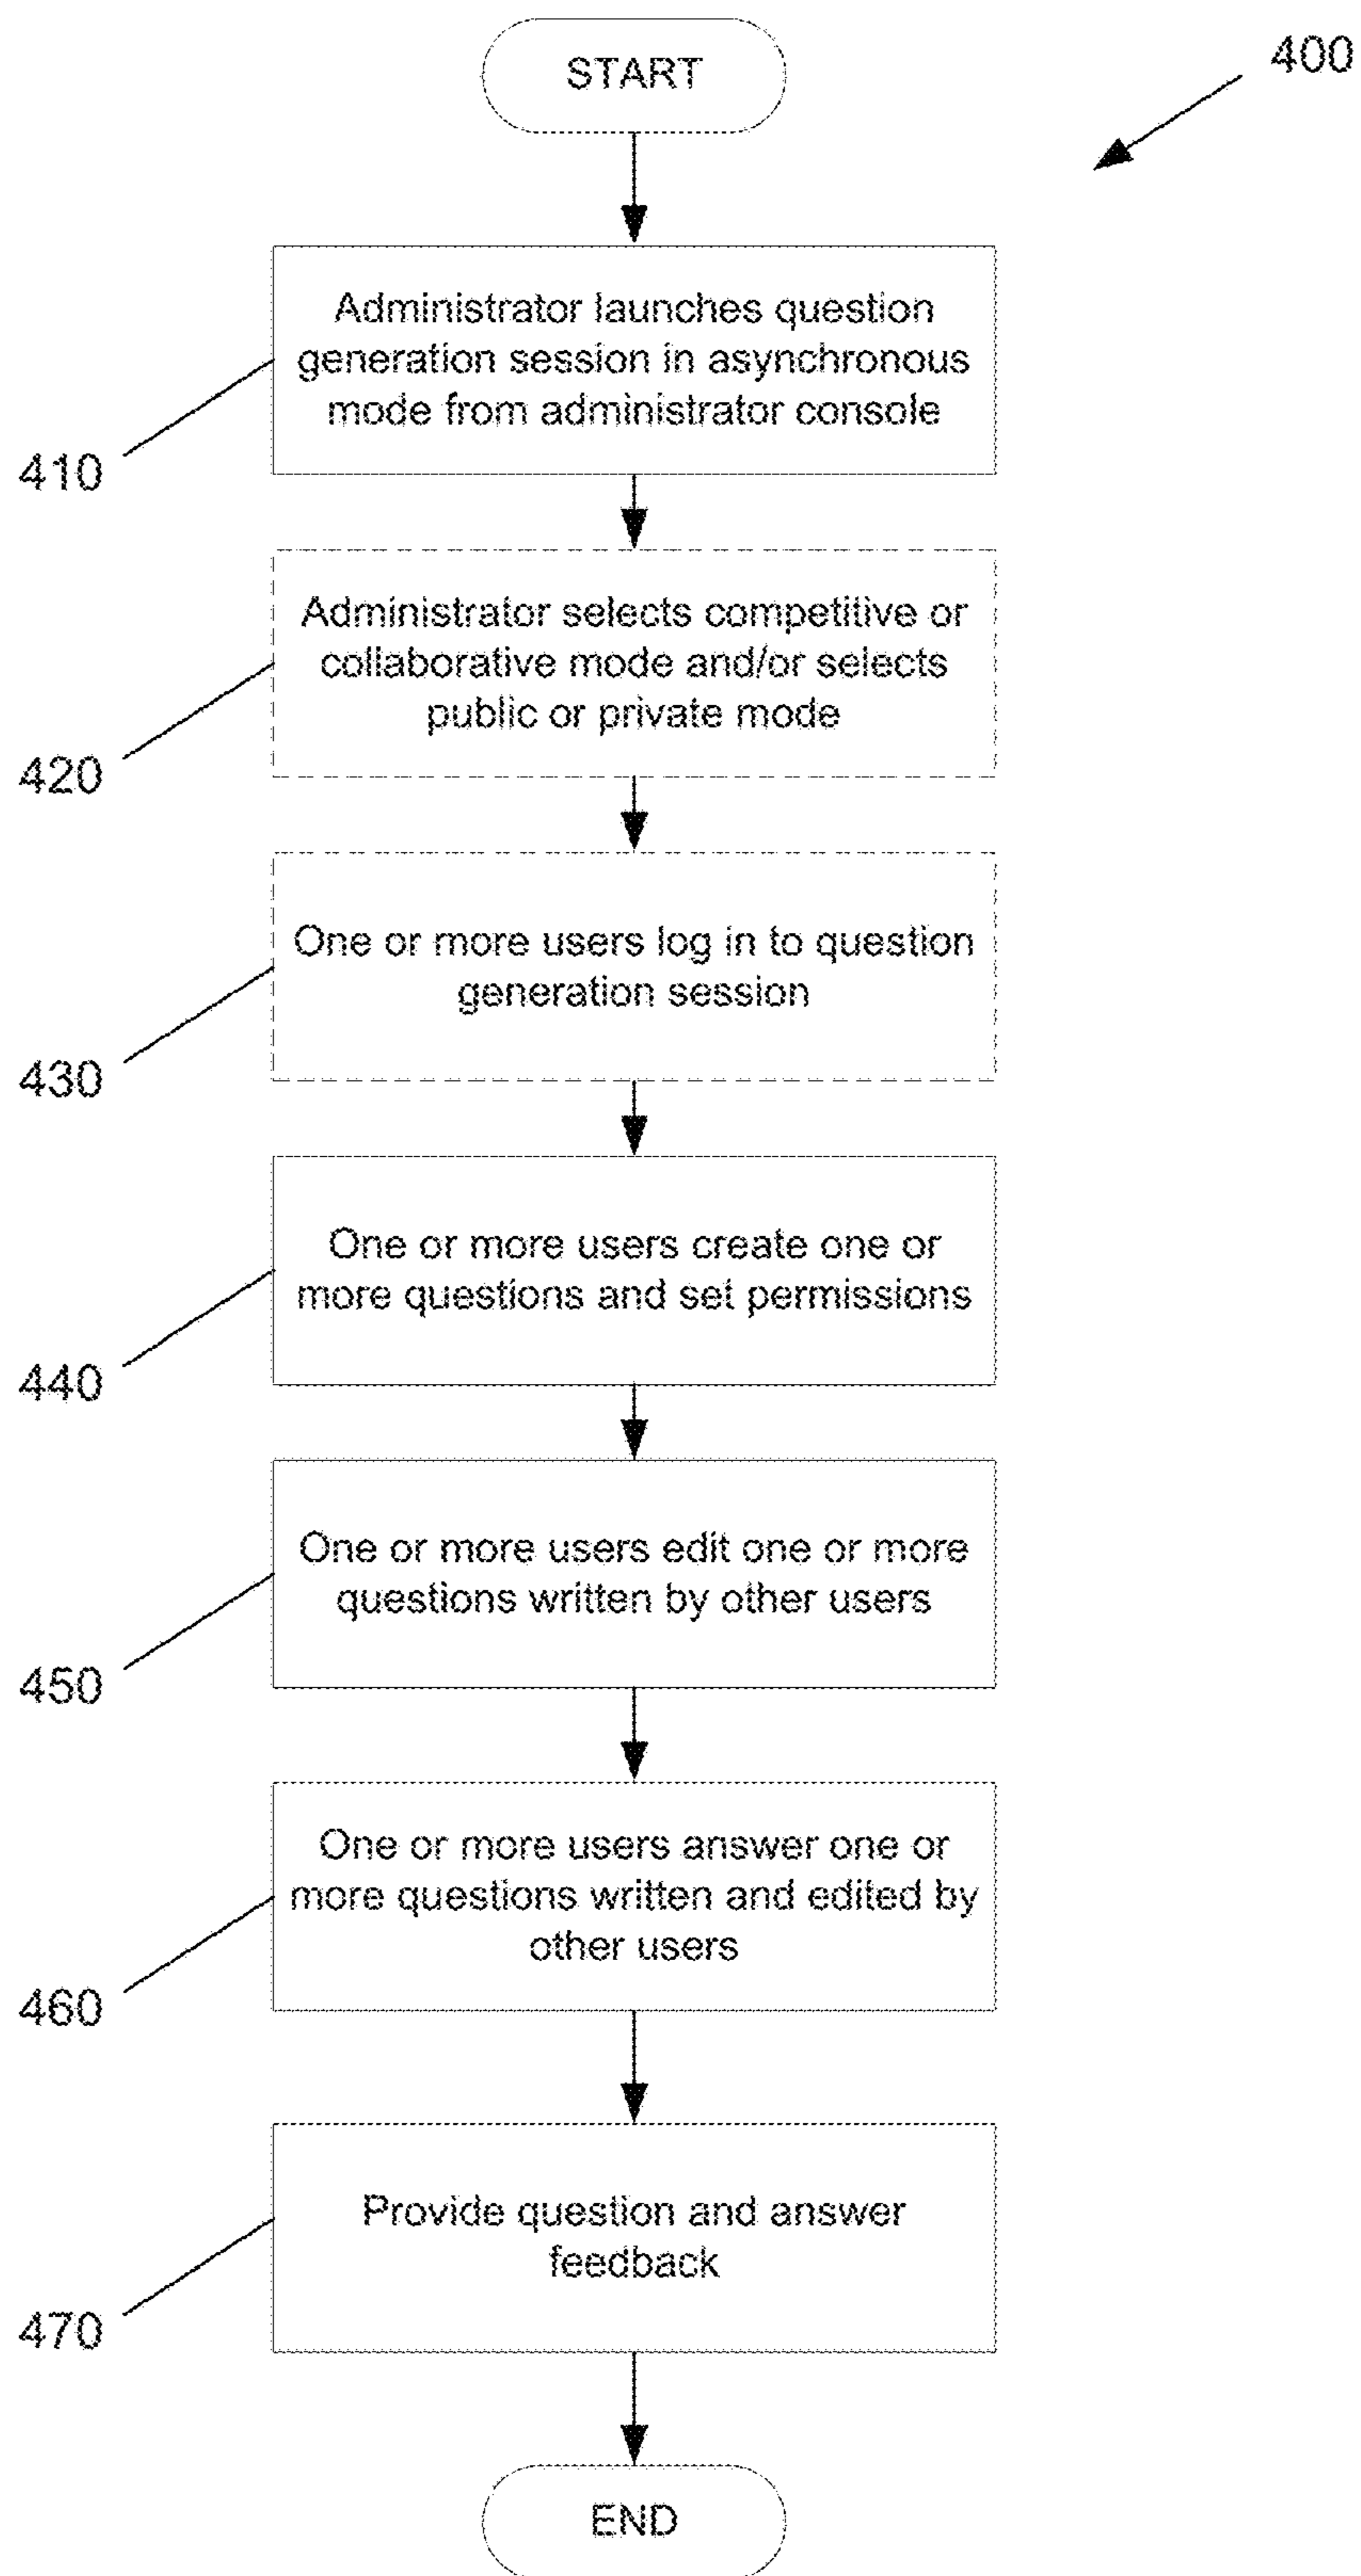 START
400
Administrator launches question
generation session in asynchronous
mode from administrator console
410
Administrator selects competitive or
collaborative mode and/or selects
public or private mode
420
One or more users log in to question
generation session
430
One or more users create one or
more questions and set permissions
440
One or more users edit one or more
questions written by other users
450
One or more users answer one or
more questions written and edited by
other users
460
Provide question and answer
feedback
470
END